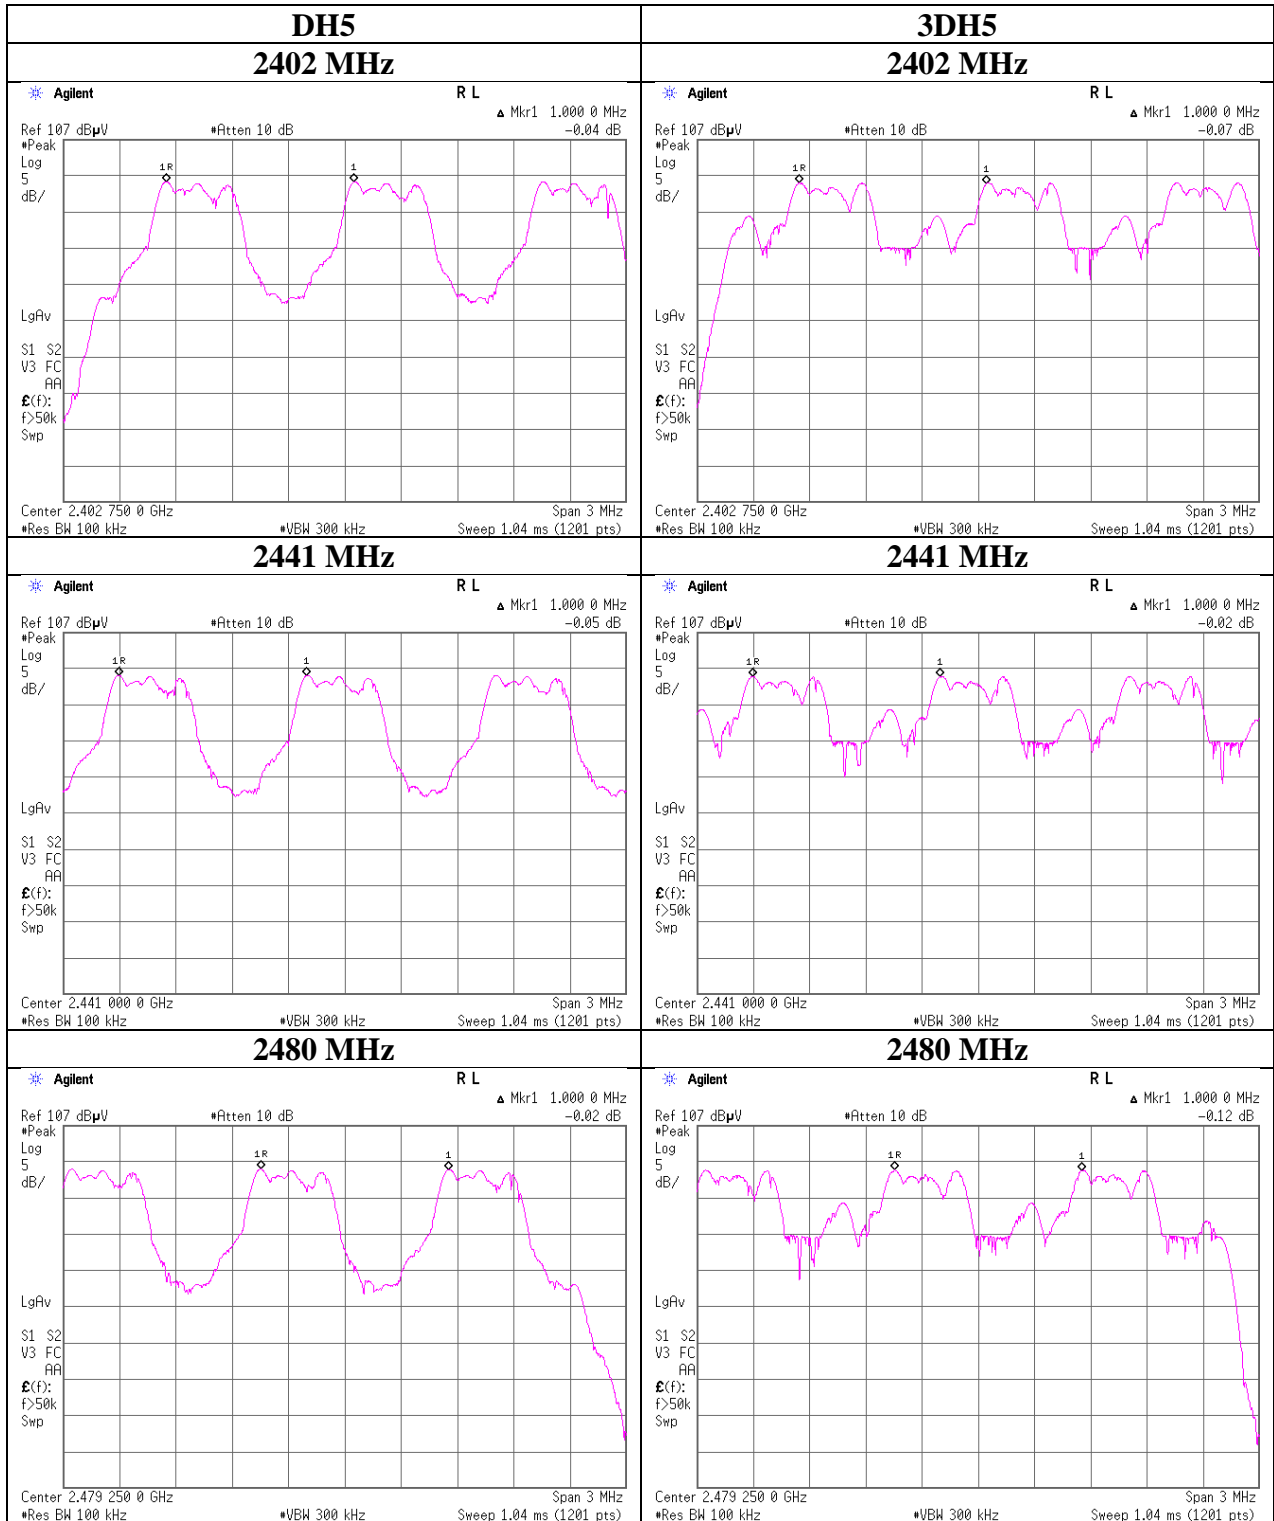 DH5 3DH5
2402 MHz 2402 MHz
Agilent R L
Δ Mkr1 1.000 0 MHz
Ref 107 dBµV #Atten 10 dB -0.04 dB
#Peak
Log
5
dB/
1R 1
LgAv
S1 S2
V3 FC
AA
£(f):
f>50k
Swp
Center 2.402 750 0 GHz Span 3 MHz
#Res BW 100 kHz #VBW 300 kHz Sweep 1.04 ms (1201 pts)
Agilent R L
Δ Mkr1 1.000 0 MHz
Ref 107 dBµV #Atten 10 dB -0.07 dB
#Peak
Log
5
dB/
1R 1
LgAv
S1 S2
V3 FC
AA
£(f):
f>50k
Swp
Center 2.402 750 0 GHz Span 3 MHz
#Res BW 100 kHz #VBW 300 kHz Sweep 1.04 ms (1201 pts)
2441 MHz 2441 MHz
Agilent R L
Δ Mkr1 1.000 0 MHz
Ref 107 dBµV #Atten 10 dB -0.05 dB
#Peak
Log
5
dB/
1R 1
LgAv
S1 S2
V3 FC
AA
£(f):
f>50k
Swp
Center 2.441 000 0 GHz Span 3 MHz
#Res BW 100 kHz #VBW 300 kHz Sweep 1.04 ms (1201 pts)
Agilent R L
Δ Mkr1 1.000 0 MHz
Ref 107 dBµV #Atten 10 dB -0.02 dB
#Peak
Log
5
dB/
1R 1
LgAv
S1 S2
V3 FC
AA
£(f):
f>50k
Swp
Center 2.441 000 0 GHz Span 3 MHz
#Res BW 100 kHz #VBW 300 kHz Sweep 1.04 ms (1201 pts)
2480 MHz 2480 MHz
Agilent R L
Δ Mkr1 1.000 0 MHz
Ref 107 dBµV #Atten 10 dB -0.02 dB
#Peak
Log
5
dB/
1R 1
LgAv
S1 S2
V3 FC
AA
£(f):
f>50k
Swp
Center 2.479 250 0 GHz Span 3 MHz
#Res BW 100 kHz #VBW 300 kHz Sweep 1.04 ms (1201 pts)
Agilent R L
Δ Mkr1 1.000 0 MHz
Ref 107 dBµV #Atten 10 dB -0.12 dB
#Peak
Log
5
dB/
1R 1
LgAv
S1 S2
V3 FC
AA
£(f):
f>50k
Swp
Center 2.479 250 0 GHz Span 3 MHz
#Res BW 100 kHz #VBW 300 kHz Sweep 1.04 ms (1201 pts)